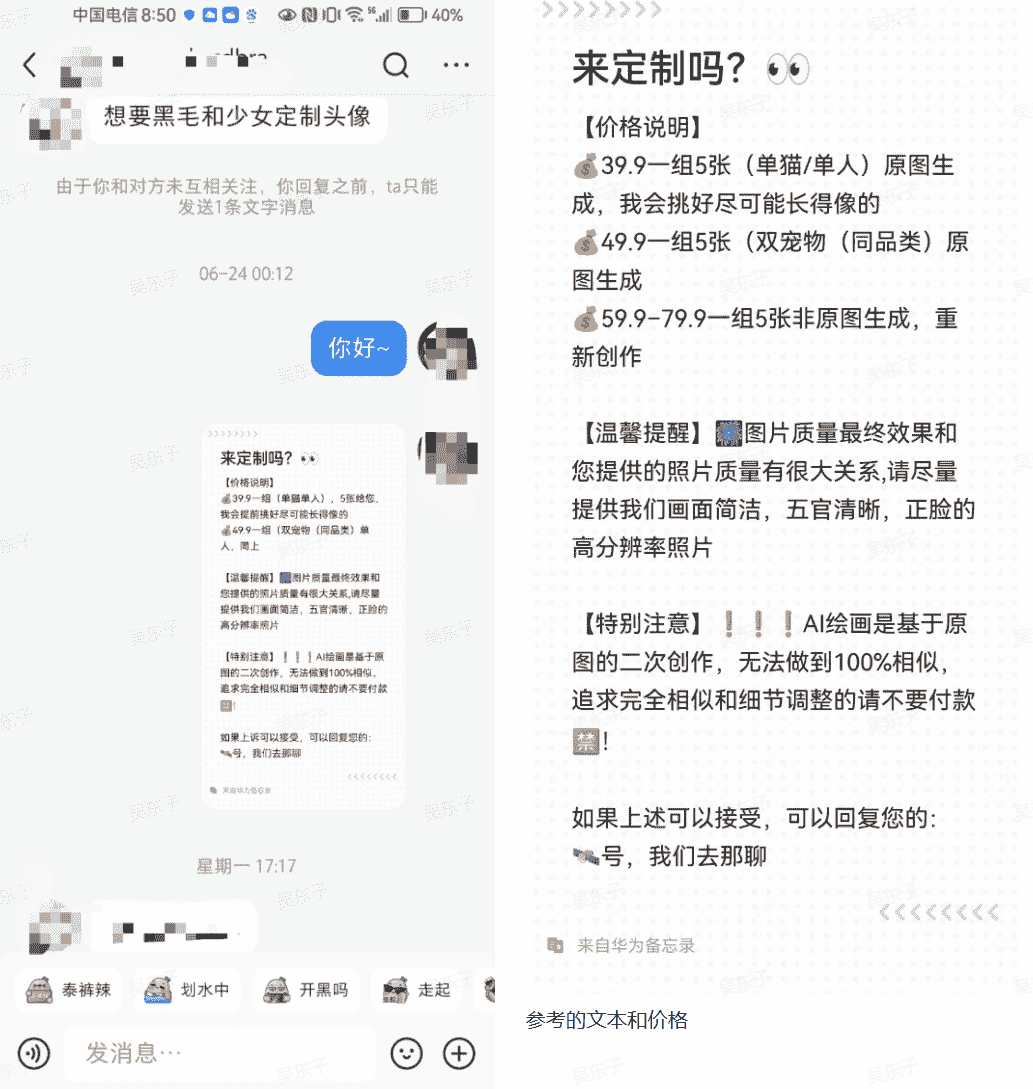 中国电信 8:50
5G
40%
想要黑毛和少女定制头像
由于你和对方未互相关注，你回复之前，ta只能
发送1条文字消息
06-24 00:12
你好~
来定制吗？👀
【价格说明】
💰39.9一组（单猫单人），5张给您，
我会提前挑好尽可能长得像的
💰49.9一组（双宠物（同品类）单
人，同上
【温馨提醒】🎆图片质量最终效果和
您提供的照片质量有很大关系,请尽量
提供我们画面简洁，五官清晰，正脸的
高分辨率照片
【特别注意】❗❗❗AI绘画是基于原
图的二次创作，无法做到100%相似，
追求完全相似和细节调整的请不要付款
🈲！
如果上诉可以接受，可以回复您的：
🛰号，我们去那聊
来自华为备忘录
星期一 17:17
泰裤辣
划水中
开黑吗
走起
发消息…
来定制吗？👀
【价格说明】
💰39.9一组5张（单猫/单人）原图生
成，我会挑好尽可能长得像的
💰49.9一组5张（双宠物（同品类）原
图生成
💰59.9-79.9一组5张非原图生成，重
新创作
【温馨提醒】🎆图片质量最终效果和
您提供的照片质量有很大关系,请尽量
提供我们画面简洁，五官清晰，正脸的
高分辨率照片
【特别注意】❗❗❗AI绘画是基于原
图的二次创作，无法做到100%相似，
追求完全相似和细节调整的请不要付款
🈲！
如果上述可以接受，可以回复您的：
🛰号，我们去那聊
来自华为备忘录
参考的文本和价格
吴乐子